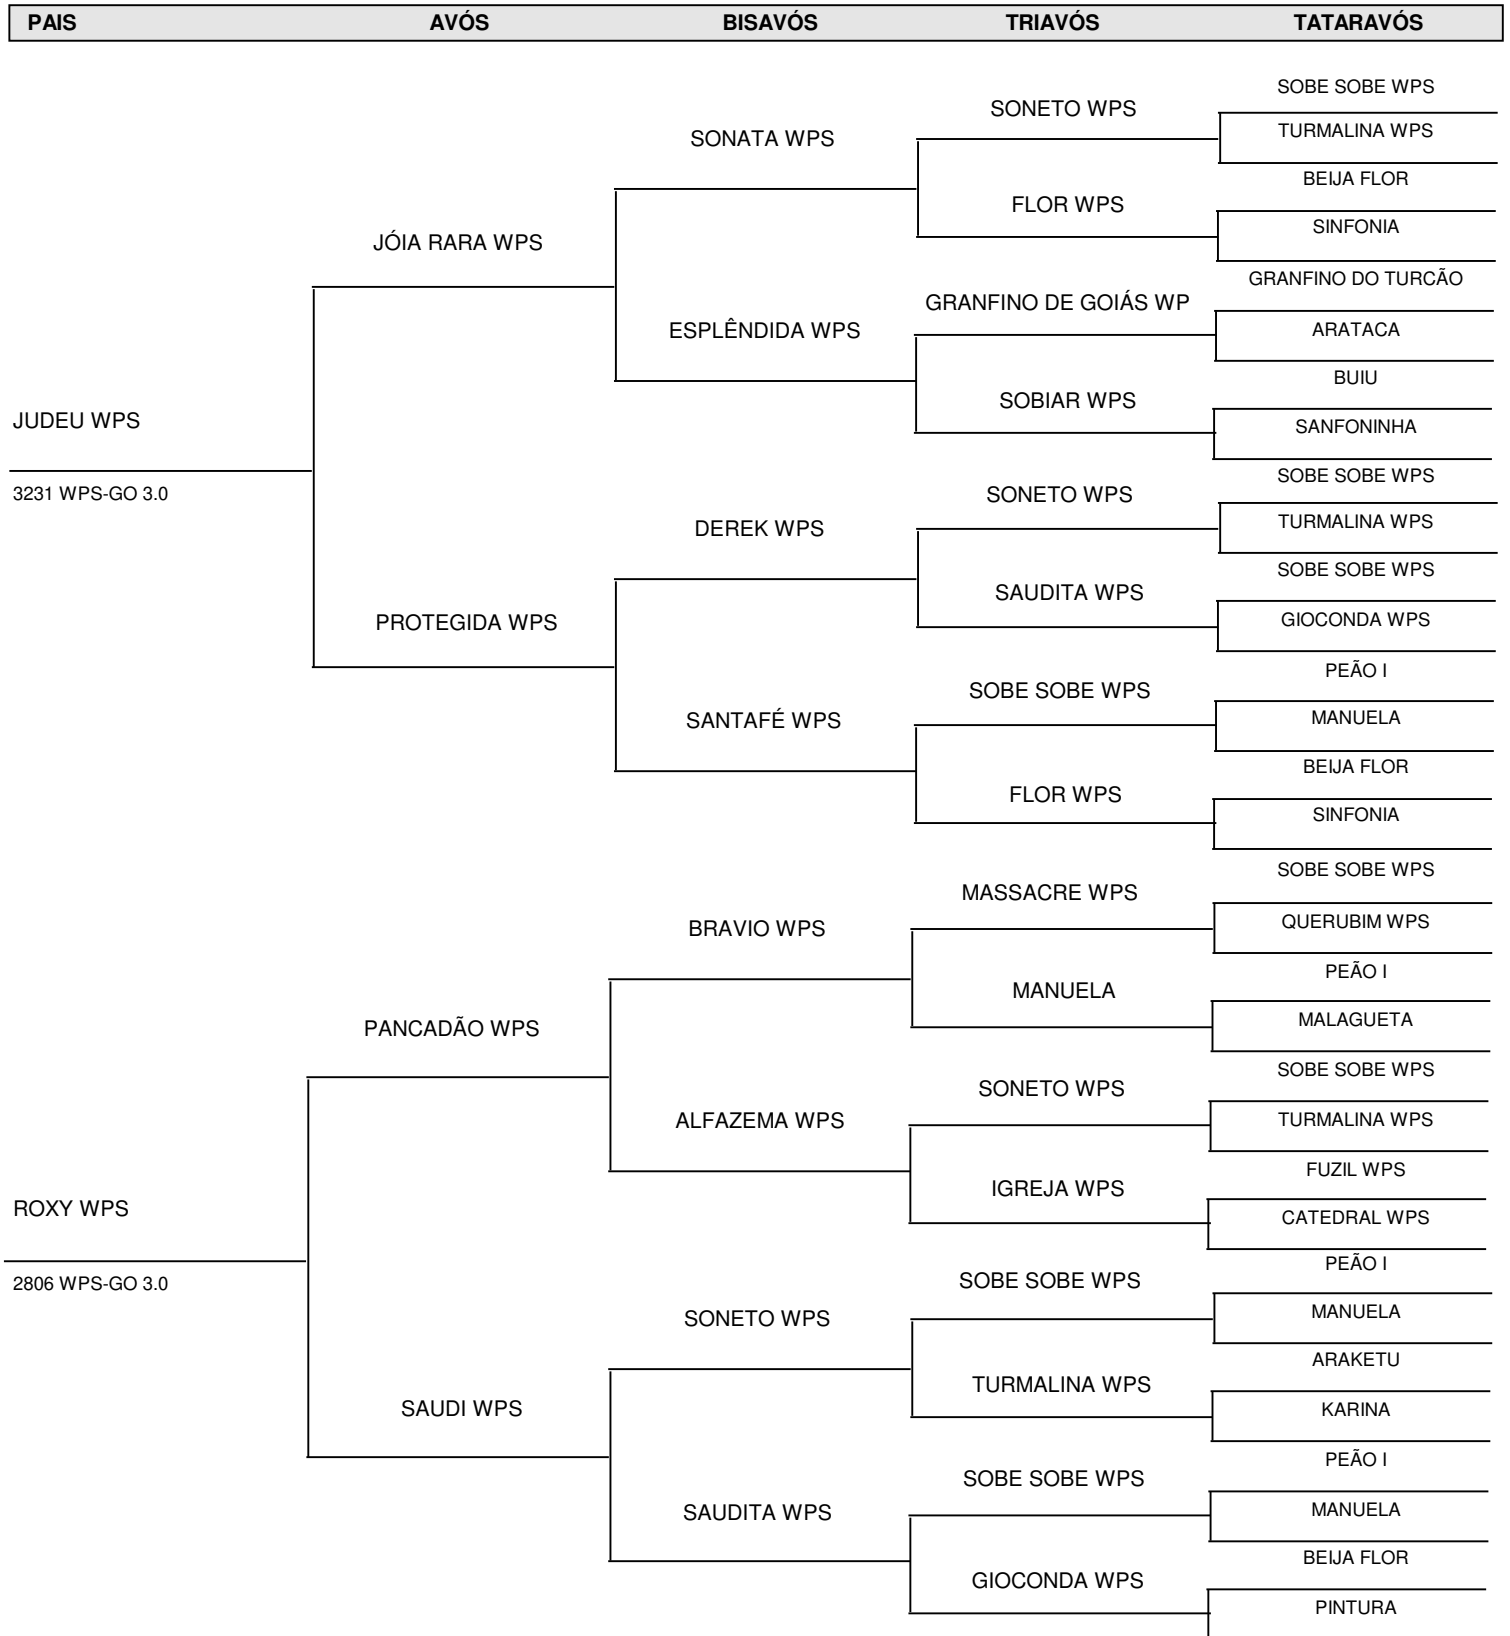 PAIS AVÓS BISAVÓS TRIAVÓS TATARAVÓS
SOBE SOBE WPS
SONETO WPS
TURMALINA WPS
SONATA WPS
BEIJA FLOR
FLOR WPS
SINFONIA
JÓIA RARA WPS
GRANFINO DO TURCÃO
GRANFINO DE GOIÁS WP
ESPLÊNDIDA WPS
ARATACA
BUIU
SOBIAR WPS
JUDEU WPS
SANFONINHA
SOBE SOBE WPS
3231 WPS-GO 3.0
SONETO WPS
TURMALINA WPS
DEREK WPS
SOBE SOBE WPS
SAUDITA WPS
GIOCONDA WPS
PROTEGIDA WPS
PEÃO I
SOBE SOBE WPS
MANUELA
SANTAFÉ WPS
BEIJA FLOR
FLOR WPS
SINFONIA
SOBE SOBE WPS
MASSACRE WPS
QUERUBIM WPS
BRAVIO WPS
PEÃO I
MANUELA
MALAGUETA
PANCADÃO WPS
SOBE SOBE WPS
SONETO WPS
TURMALINA WPS
ALFAZEMA WPS
FUZIL WPS
IGREJA WPS
ROXY WPS
CATEDRAL WPS
PEÃO I
2806 WPS-GO 3.0
SOBE SOBE WPS
MANUELA
SONETO WPS
ARAKETU
TURMALINA WPS
SAUDI WPS
KARINA
PEÃO I
SOBE SOBE WPS
MANUELA
SAUDITA WPS
BEIJA FLOR
GIOCONDA WPS
PINTURA